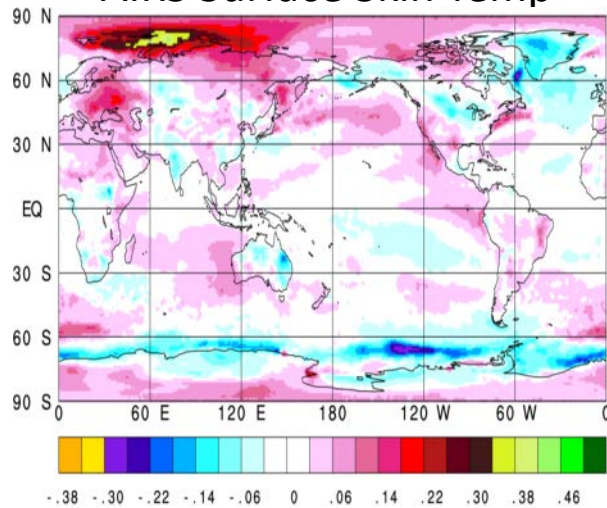 AIRS Surface Skin Temp
90 N
60 N
30 N
EQ
30 S
60 S
90 S
0 60 E 120 E 180 120 W 60 W 0
-.38 -.30 -.22 -.14 -.06 0 .06 .14 .22 .30 .38 .46